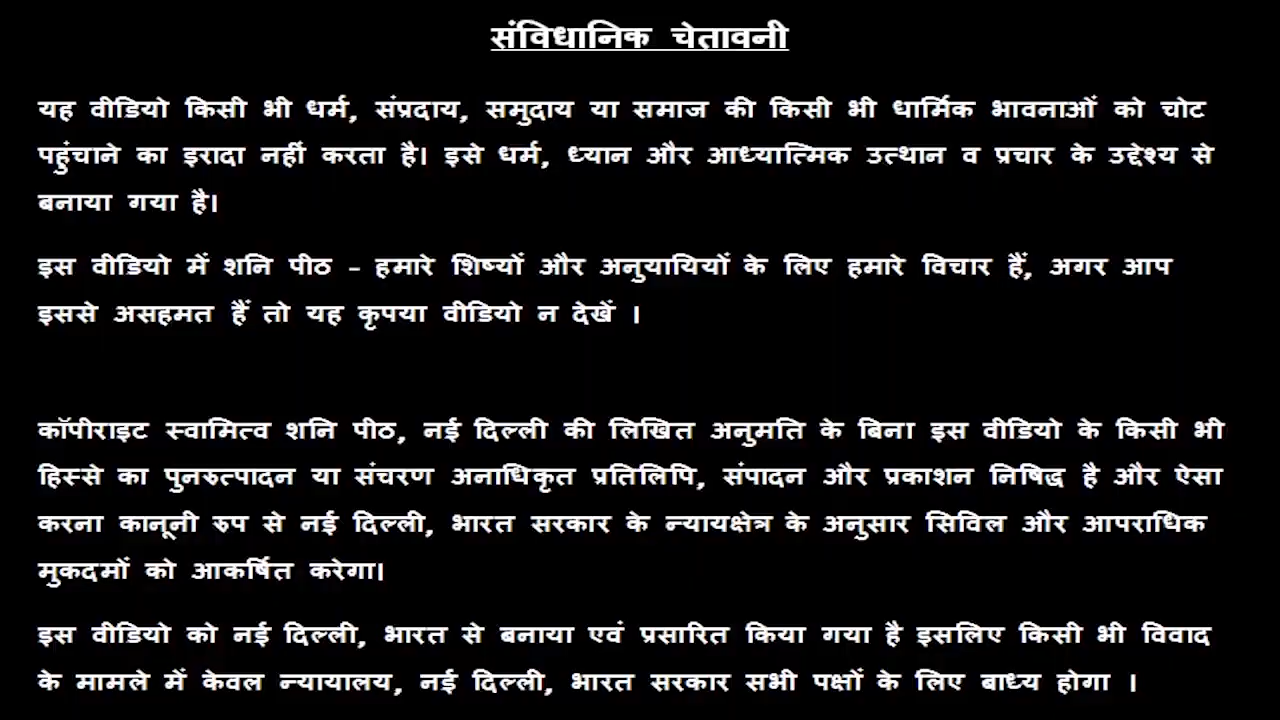 संविधानिक चेतावनी
यह वीडियो किसी भी धर्म, संप्रदाय, समुदाय या समाज की किसी भी धार्मिक भावनाओं को चोट
पहुंचाने का इरादा नहीं करता है। इसे धर्म, ध्यान और आध्यात्मिक उत्थान व प्रचार के उद्देश्य से
बनाया गया है।
इस वीडियो में शनि पीठ – हमारे शिष्यों और अनुयायियों के लिए हमारे विचार हैं, अगर आप
इससे असहमत हैं तो यह कृपया वीडियो न देखें ।
कॉपीराइट स्वामित्व शनि पीठ, नई दिल्ली की लिखित अनुमति के बिना इस वीडियो के किसी भी
हिस्से का पुनरुत्पादन या संचरण अनाधिकृत प्रतिलिपि, संपादन और प्रकाशन निषिद्ध है और ऐसा
करना कानूनी रुप से नई दिल्ली, भारत सरकार के न्यायक्षेत्र के अनुसार सिविल और आपराधिक
मुकदमों को आकर्षित करेगा।
इस वीडियो को नई दिल्ली, भारत से बनाया एवं प्रसारित किया गया है इसलिए किसी भी विवाद
के मामले में केवल न्यायालय, नई दिल्ली, भारत सरकार सभी पक्षों के लिए बाध्य होगा ।